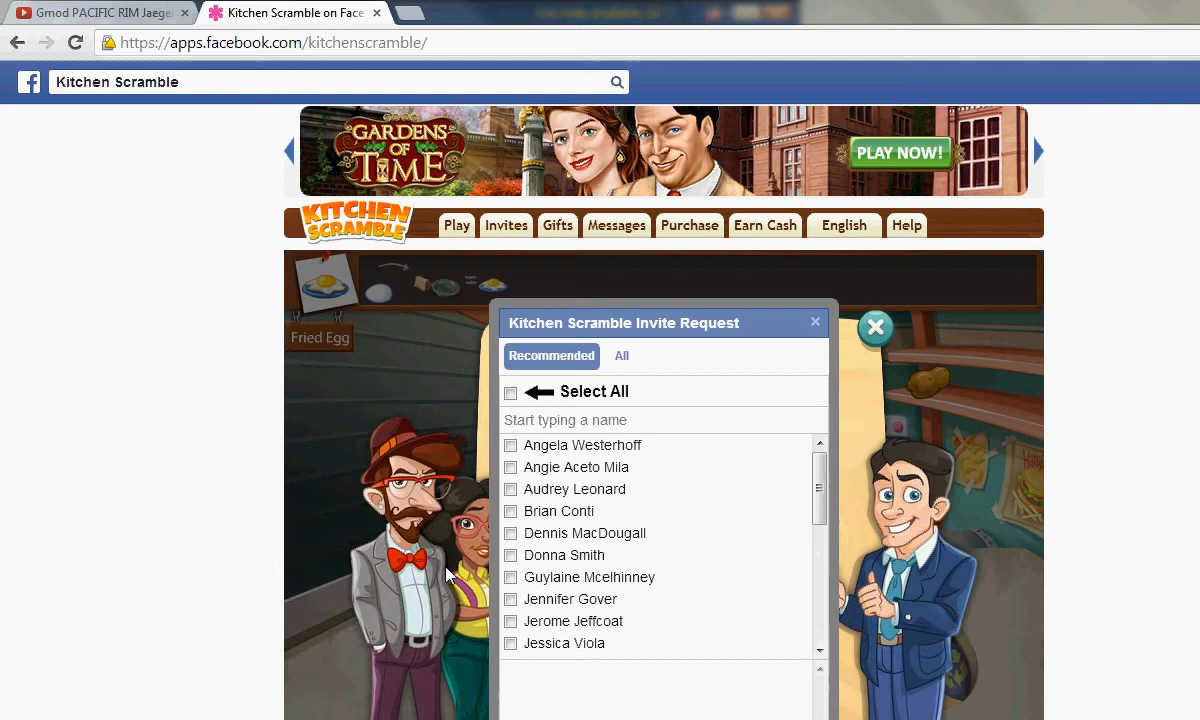 Gmod PACIFIC RIM Jaeger
Kitchen Scramble on Face
https://apps.facebook.com/kitchenscramble/
Kitchen Scramble
GARDENS
OF
TIME
PLAY NOW!
KITCHEN
SCRAMBLE
Play Invites Gifts Messages Purchase Earn Cash English Help
Fried Egg
Kitchen Scramble Invite Request
Recommended All
Select All
Start typing a name
Angela Westerhoff
Angie Aceto Mila
Audrey Leonard
Brian Conti
Dennis MacDougall
Donna Smith
Guylaine Mcelhinney
Jennifer Gover
Jerome Jeffcoat
Jessica Viola